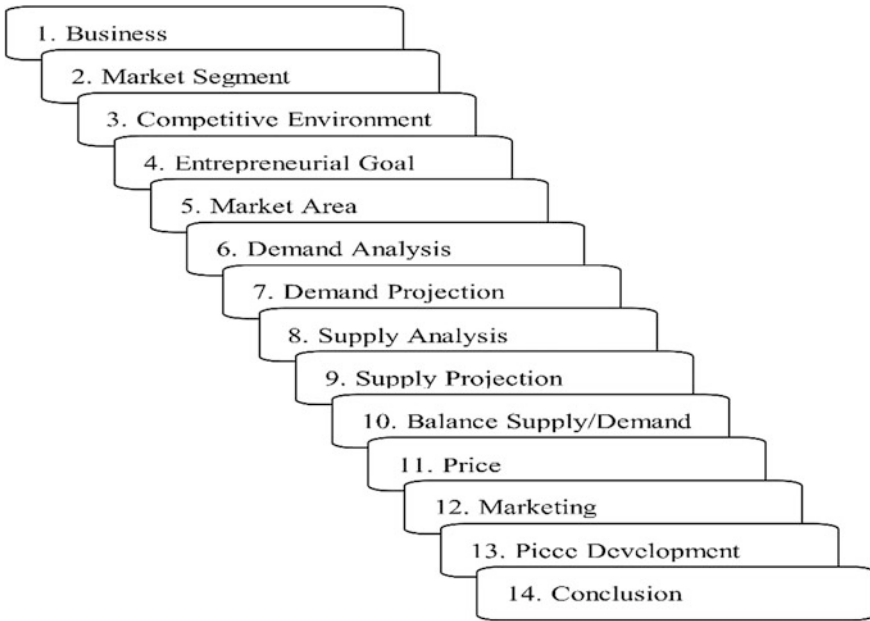 1. Business
2. Market Segment
3. Competitive Environment
4. Entrepreneurial Goal
5. Market Area
6. Demand Analysis
7. Demand Projection
8. Supply Analysis
9. Supply Projection
10. Balance Supply/Demand
11. Price
12. Marketing
13. Piece Development
14. Conclusion